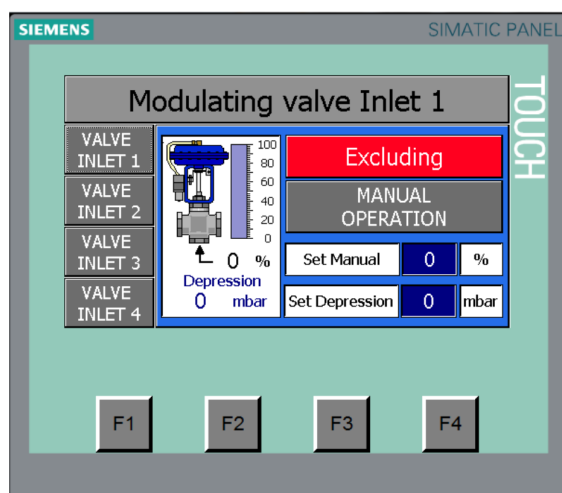 SIEMENS
SIMATIC PANEL
TOUCH
Modulating valve Inlet 1
VALVE
INLET 1
VALVE
INLET 2
VALVE
INLET 3
VALVE
INLET 4
100
80
60
40
20
0
0 %
Depression
0 mbar
Excluding
MANUAL
OPERATION
Set Manual 0 %
Set Depression 0 mbar
F1 F2 F3 F4